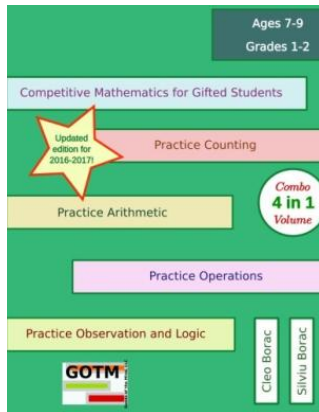 Ages 7-9
Grades 1-2
Competitive Mathematics for Gifted Students
Updated
edition for
2016-2017!
Practice Counting
Combo
4 in 1
Volume
Practice Arithmetic
Practice Operations
Practice Observation and Logic
Cleo Borac
Silviu Borac
GOTM